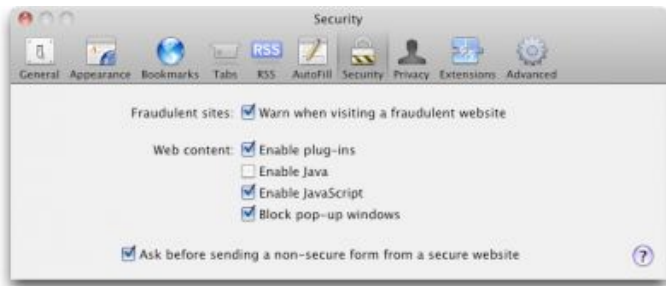 Security
General Appearance Bookmarks Tabs RSS AutoFill Security Privacy Extensions Advanced
RSS
Fraudulent sites: Warn when visiting a fraudulent website
Web content: Enable plug-ins
Enable Java
Enable JavaScript
Block pop-up windows
Ask before sending a non-secure form from a secure website
?